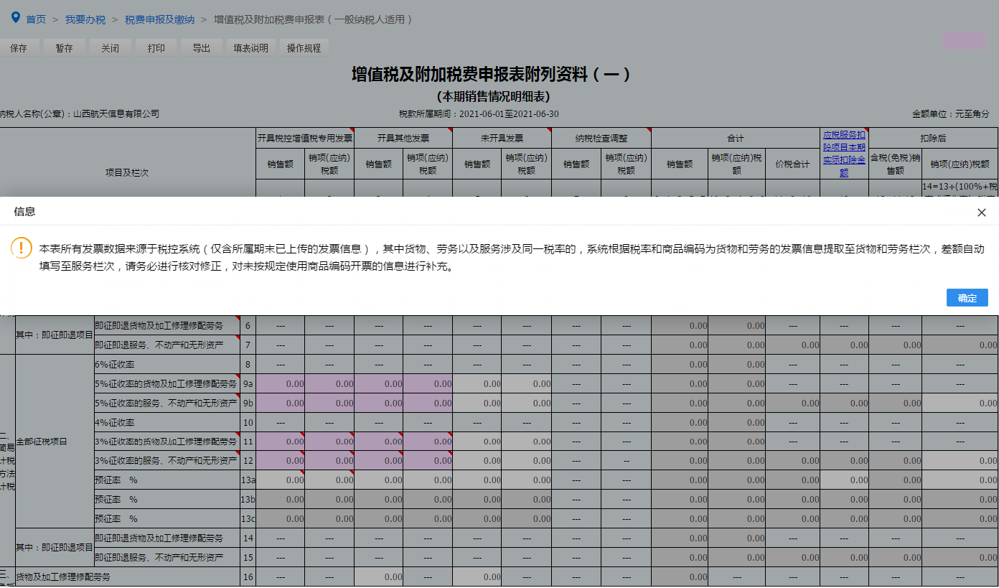 首页 > 我要办税 > 税费申报及缴纳 > 增值税及附加税费申报表（一般纳税人适用）
保存 暂存 关闭 打印 导出 填表说明 操作规程
增值税及附加税费申报表附列资料（一）
(本期销售情况明细表)
纳税人名称(公章)：山西航天信息有限公司 税款所属期间：2021-06-01至2021-06-30 金额单位：元至角分
项目及栏次
开具税控增值税专用发票 开具其他发票 未开具发票 纳税检查调整 合计 应税服务扣除项目本期实际扣除金额 扣除后
销售额 销项(应纳)税额 销售额 销项(应纳)税额 销售额 销项(应纳)税额 销售额 销项(应纳)税额 销售额 销项(应纳)税额 价税合计 含税(免税)销售额 销项(应纳)税额
14=13÷(100%+税
信息
本表所有发票数据来源于税控系统（仅含所属期末已上传的发票信息），其中货物、劳务以及服务涉及同一税率的，系统根据税率和商品编码为货物和劳务的发票信息提取至货物和劳务栏次，差额自动
填写至服务栏次，请务必进行核对修正，对未按规定使用商品编码开票的信息进行补充。
确定
其中：即征即退项目
即征即退货物及加工修理修配劳务 6 --- --- --- --- --- --- --- --- 0.00 0.00 --- --- --- ---
即征即退服务、不动产和无形资产 7 --- --- --- --- --- --- --- --- 0.00 0.00 0.00 0.00 0.00 0.00
二、简易计税方法计税
全部征税项目
6%征收率 8 --- --- --- --- --- --- --- --- 0.00 0.00 --- --- --- ---
5%征收率的货物及加工修理修配劳务 9a 0.00 0.00 0.00 0.00 0.00 0.00 --- --- 0.00 0.00 --- --- --- ---
5%征收率的服务、不动产和无形资产 9b 0.00 0.00 0.00 0.00 0.00 0.00 --- --- 0.00 0.00 0.00 0.00 0.00 0.00
4%征收率 10 --- --- --- --- --- --- --- --- 0.00 0.00 --- --- --- ---
3%征收率的货物及加工修理修配劳务 11 0.00 0.00 0.00 0.00 0.00 0.00 --- --- 0.00 0.00 --- --- --- ---
3%征收率的服务、不动产和无形资产 12 0.00 0.00 0.00 0.00 0.00 0.00 --- -- 0.00 0.00 0.00 0.00 0.00 0.00
预征率 % 13a 0.00 0.00 0.00 0.00 0.00 0.00 --- --- 0.00 0.00 0.00 0.00 0.00 0.00
预征率 % 13b 0.00 0.00 0.00 0.00 0.00 0.00 --- --- 0.00 0.00 0.00 0.00 0.00 0.00
预征率 % 13c 0.00 0.00 0.00 0.00 0.00 0.00 --- --- 0.00 0.00 0.00 0.00 0.00 0.00
其中：即征即退项目
即征即退货物及加工修理修配劳务 14 --- --- --- --- --- --- --- --- 0.00 0.00 --- --- --- ---
即征即退服务、不动产和无形资产 15 --- --- --- --- --- --- --- --- 0.00 0.00 0.00 0.00 0.00 0.00
三、
货物及加工修理修配劳务 16 --- --- 0.00 --- 0.00 --- --- --- 0.00 --- --- --- --- ---